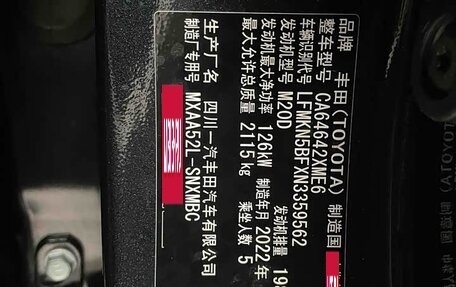 品牌 丰田(TOYOTA) 制造国
整车型号 CA64642XME6
车辆识别代号 LFMKN5BFXN3359562
发动机型号 M20D 发动机排量 19
发动机最大净功率 126kW 制造年月 2022年
最大允许总质量 2115kg 乘坐人数 5
生产厂名 四川一汽丰田汽车有限公司
制造厂专用号 MXAA52L-SNXMBC